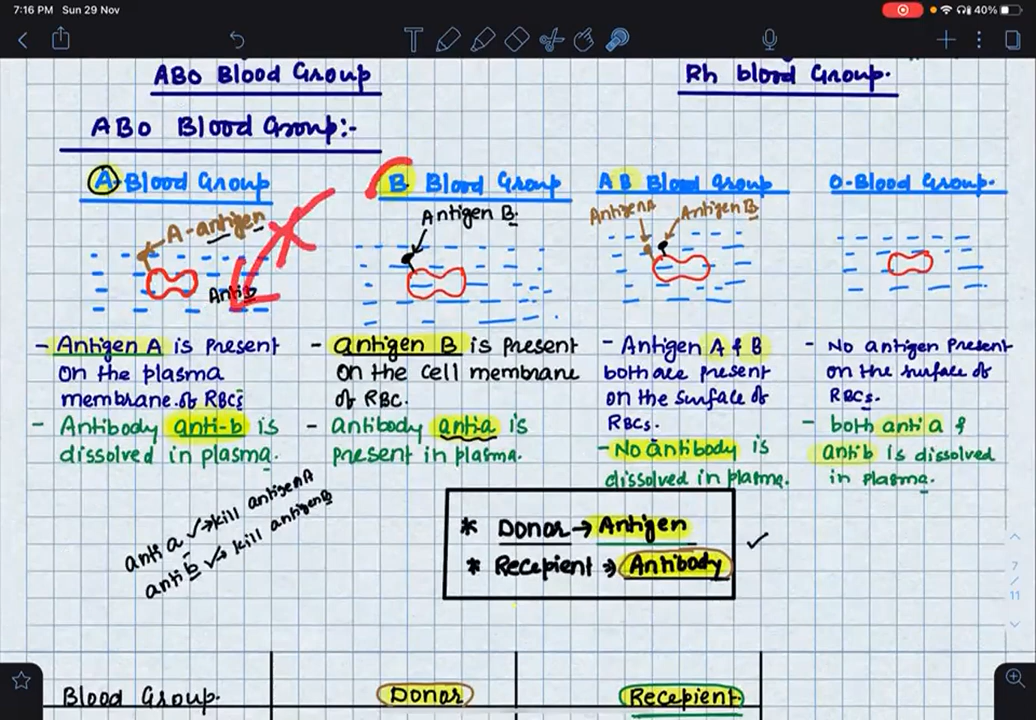 7:16 PM Sun 29 Nov
40%
ABO Blood Group
Rh blood Group.
ABO Blood Group:-
A-Blood Group
B Blood Group
AB Blood Group
O-Blood Group.
A-antigen
Antigen B
Antigen A
Antigen B
Anti b
- Antigen A is present
on the plasma
membrane of RBCs
- Antibody anti-b is
dissolved in plasma.
- antigen B is present
on the cell membrane
of RBC.
- antibody antia is
present in plasma.
- Antigen A & B
both are present
on the surface of
RBCs.
- No antibody is
dissolved in plasma.
- No antigen present
on the surface of
RBCs.
- both anti a &
antib is dissolved
in plasma.
anti a → kill antigen A
anti b → kill antigen B
* Donor → Antigen
* Recepient → Antibody
7
/
11
Blood Group.
Donor
Recepient